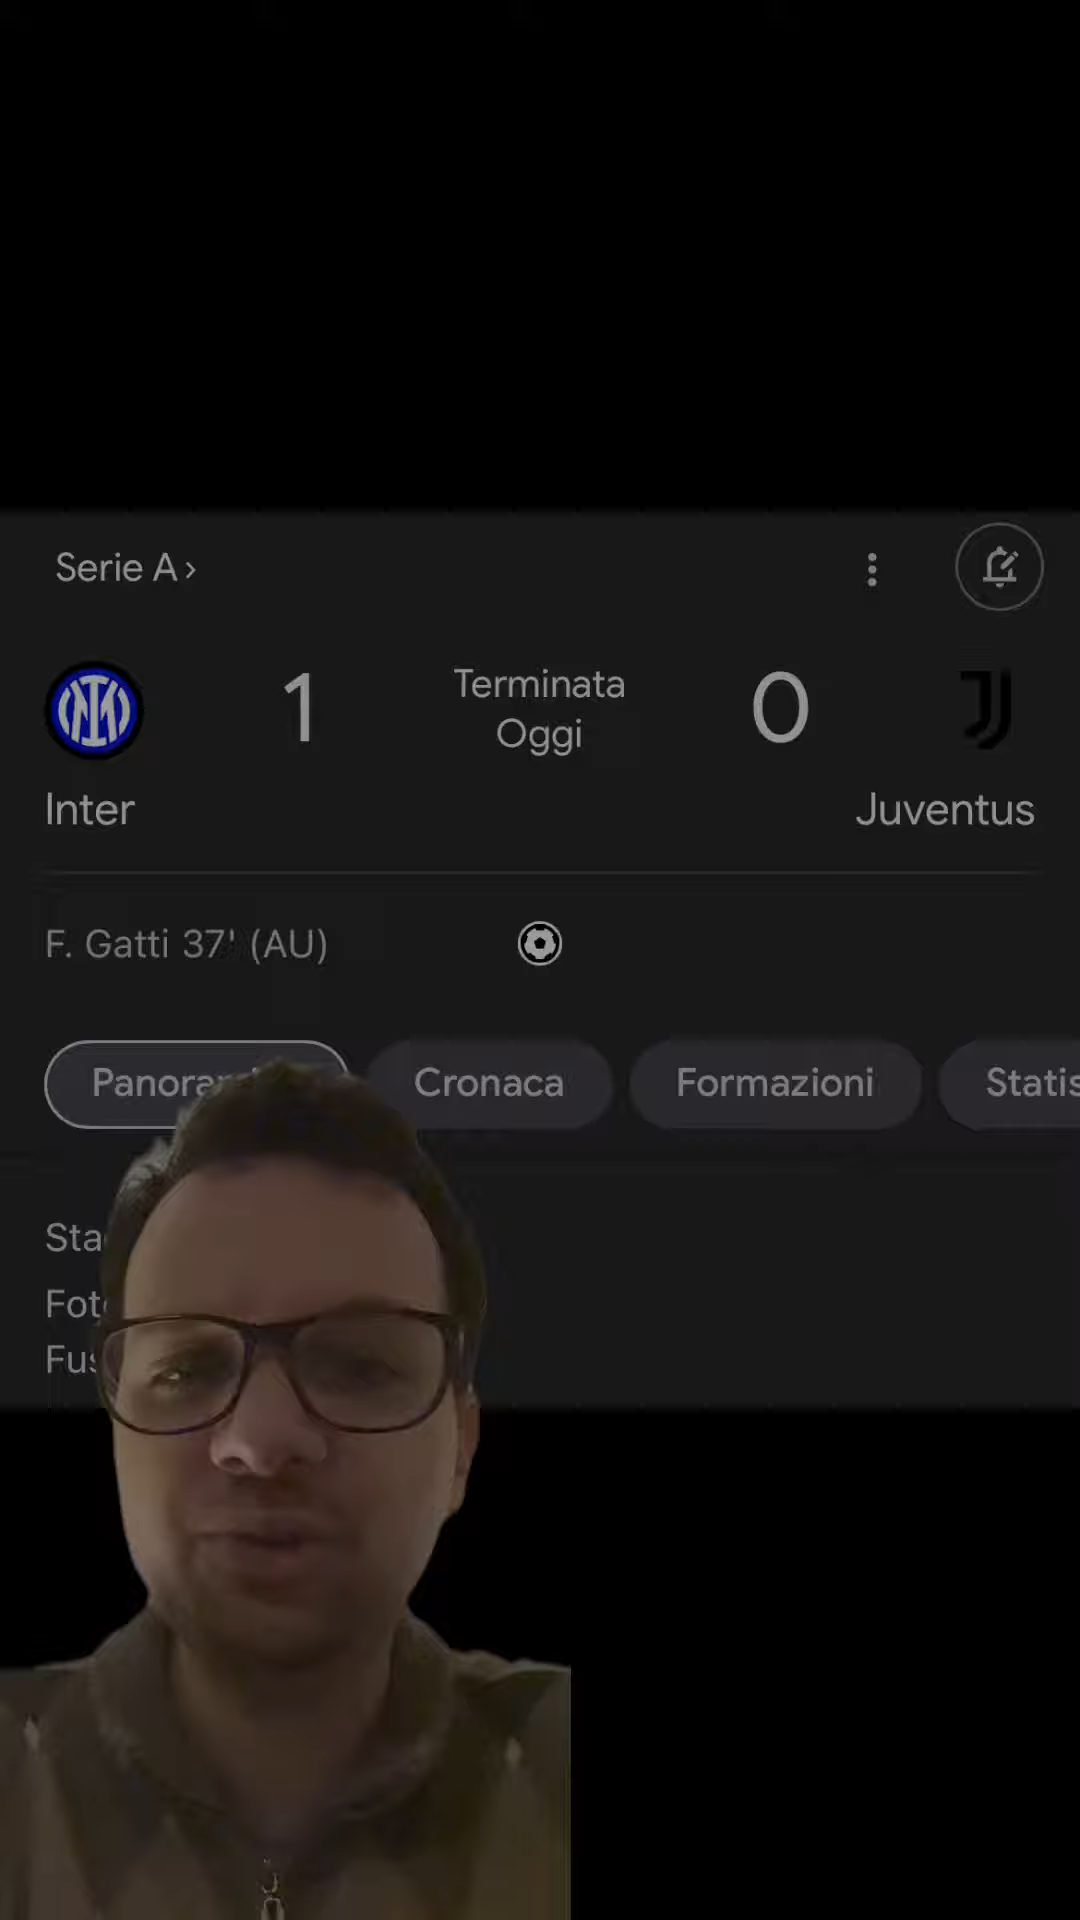 Serie A
1 Terminata 0
Oggi
Inter Juventus
F. Gatti 37' (AU)
Cronaca Formazioni